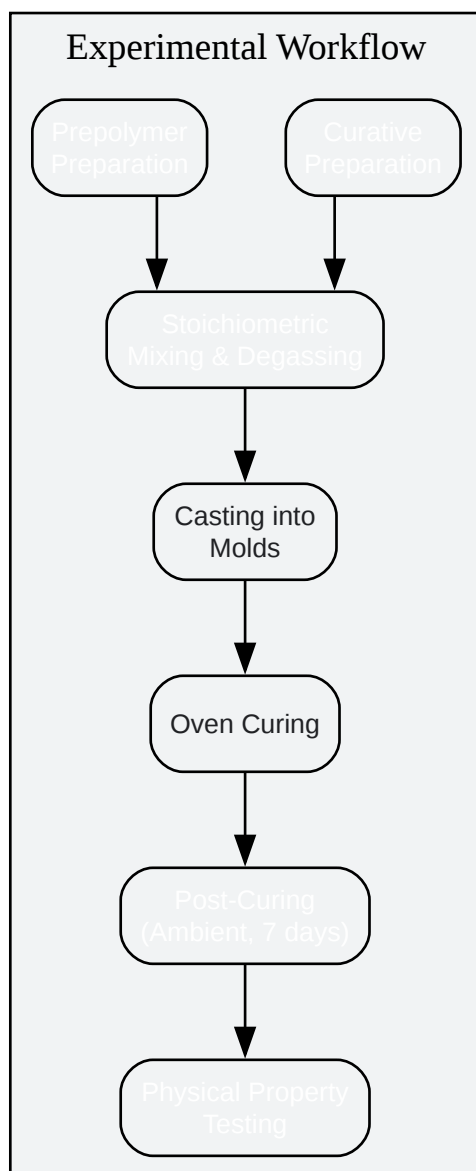 Experimental Workflow
Prepolymer
Preparation
Curative
Preparation
Stoichiometric
Mixing & Degassing
Casting into
Molds
Oven Curing
Post-Curing
(Ambient, 7 days)
Physical Property
Testing